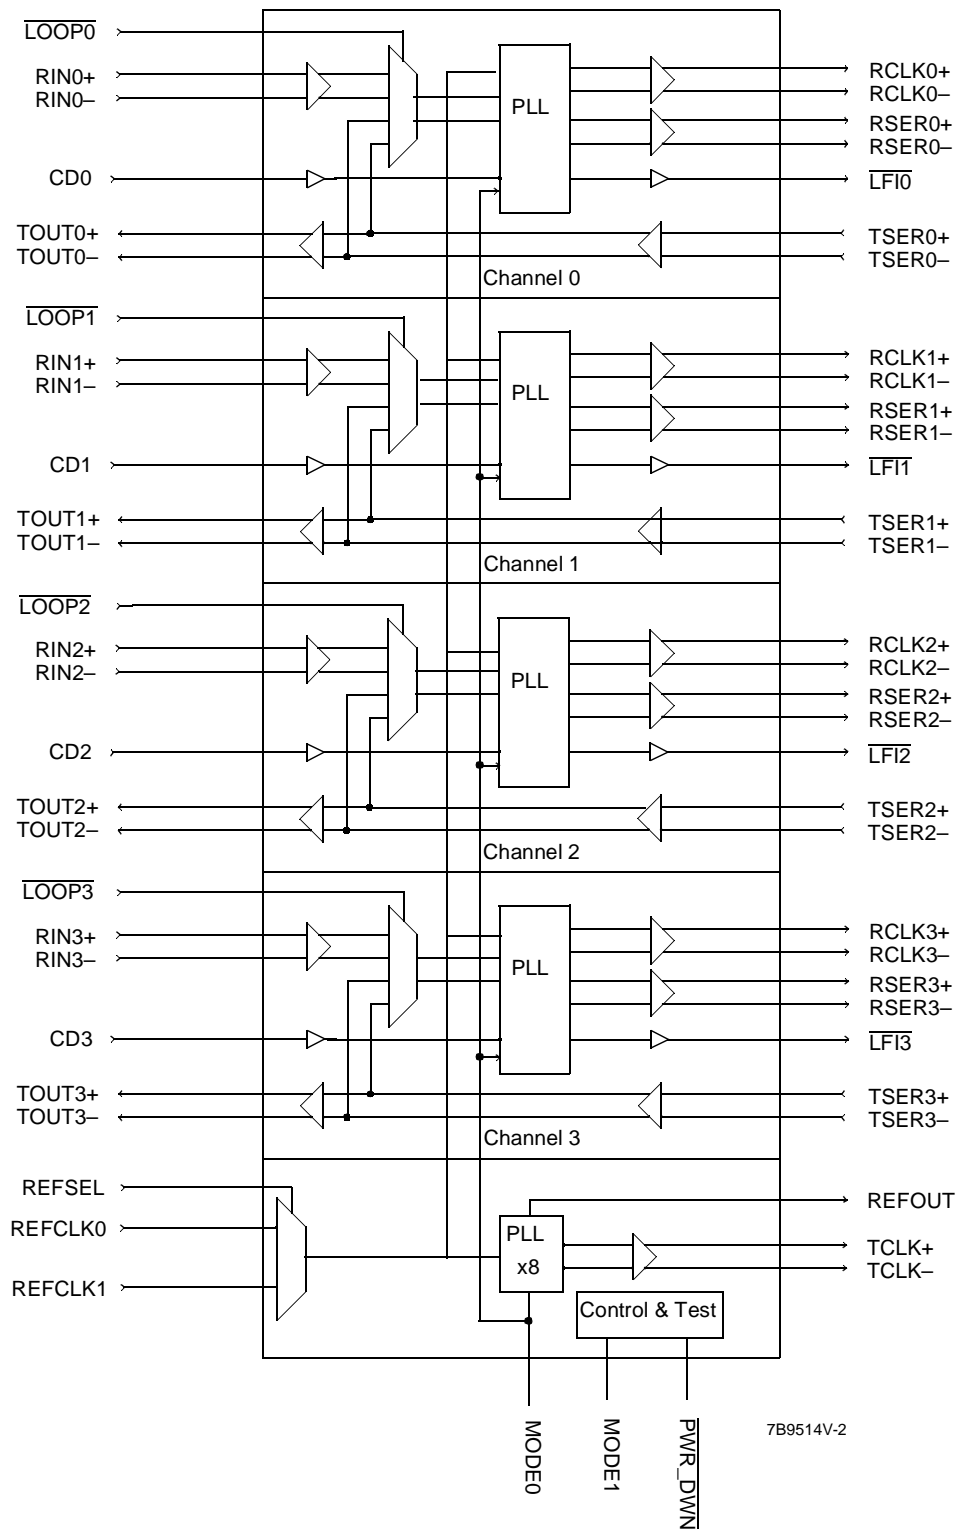 LOOP0
RIN0+
RIN0–
CD0
TOUT0+
TOUT0–
PLL
RCLK0+
RCLK0–
RSER0+
RSER0–
LFI0
TSER0+
TSER0–
Channel 0
LOOP1
RIN1+
RIN1–
CD1
TOUT1+
TOUT1–
PLL
RCLK1+
RCLK1–
RSER1+
RSER1–
LFI1
TSER1+
TSER1–
Channel 1
LOOP2
RIN2+
RIN2–
CD2
TOUT2+
TOUT2–
PLL
RCLK2+
RCLK2–
RSER2+
RSER2–
LFI2
TSER2+
TSER2–
Channel 2
LOOP3
RIN3+
RIN3–
CD3
TOUT3+
TOUT3–
PLL
RCLK3+
RCLK3–
RSER3+
RSER3–
LFI3
TSER3+
TSER3–
Channel 3
REFSEL
REFCLK0
REFCLK1
PLL
x8
REFOUT
TCLK+
TCLK–
Control & Test
MODE0
MODE1
PWR_DWN
7B9514V-2